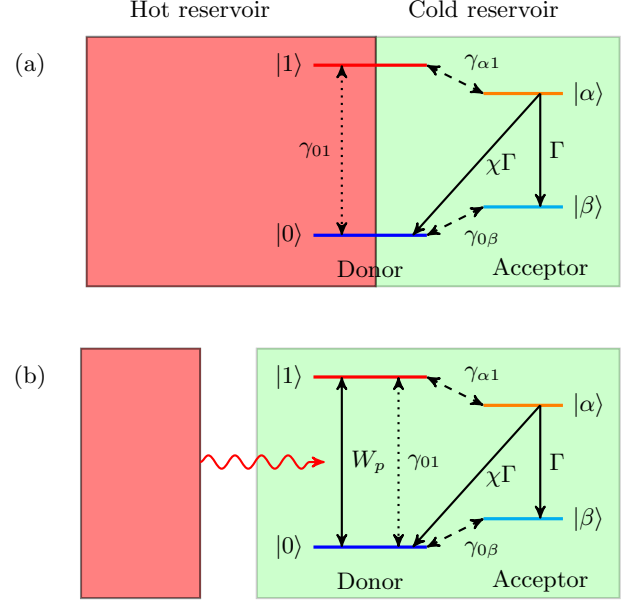 Hot reservoir Cold reservoir
(a)
|1⟩ γα1 |α⟩
γ01 χΓ Γ
|0⟩ γ0β |β⟩
Donor Acceptor
(b)
|1⟩ γα1 |α⟩
Wp γ01 χΓ Γ
|0⟩ γ0β |β⟩
Donor Acceptor